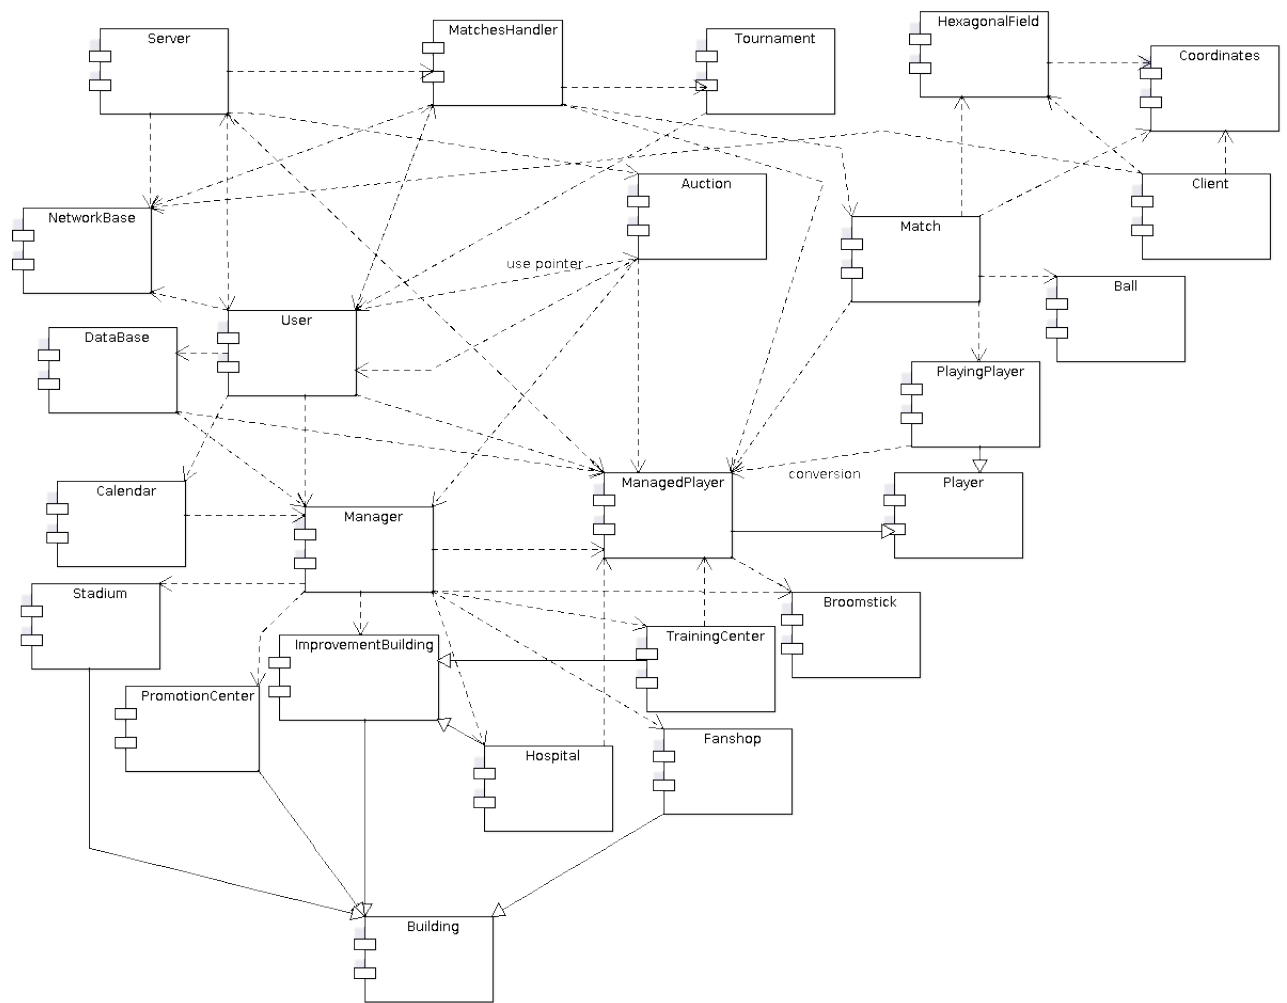 HexagonalField
MatchesHandler
Server
Tournament
Coordinates
Auction
Client
NetworkBase
Match
use pointer
Ball
User
DataBase
PlayingPlayer
conversion
ManagedPlayer
Player
Calendar
Manager
Stadium
Broomstick
TrainingCenter
ImprovementBuilding
PromotionCenter
Fanshop
Hospital
Building